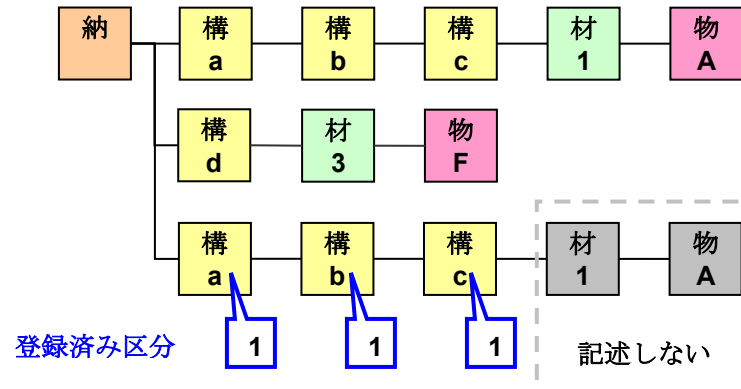 納 構 構 構 材 物
a b c 1 A
構 材 物
d 3 F
構 構 構 材 物
a b c 1 A
登録済み区分 1 1 1 記述しない